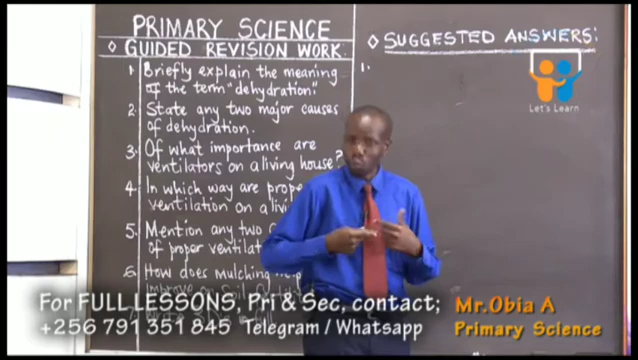 PRIMARY SCIENCE
◊ GUIDED REVISION WORK:
1. Briefly explain the meaning
of the term "dehydration"
2. State any two major causes
of dehydration.
3. Of what importance are
ventilators on a living house?
4. In which way are
ventilation on a
5. Mention any two
of proper
6. How does mulching
improve on Soil
◊ SUGGESTED ANSWERS:
1.
Let's Learn
For FULL LESSONS, Pri & Sec, contact;
+256 791 351 845 Telegram / Whatsapp
Mr.Obia A
Primary Science